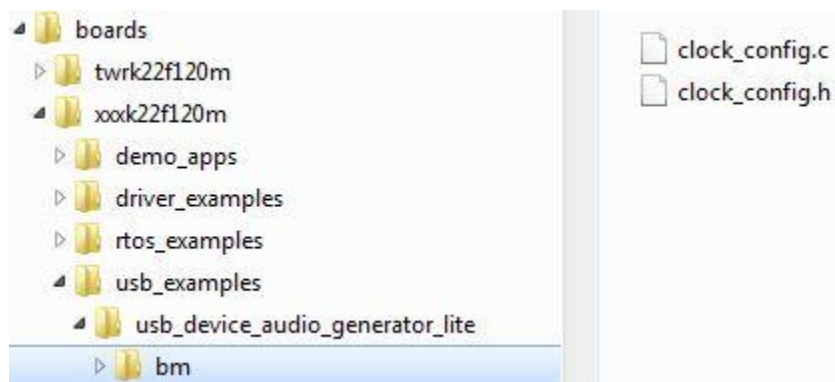 boards
twrk22f120m
xxxk22f120m
demo_apps
driver_examples
rtos_examples
usb_examples
usb_device_audio_generator_lite
bm
clock_config.c
clock_config.h